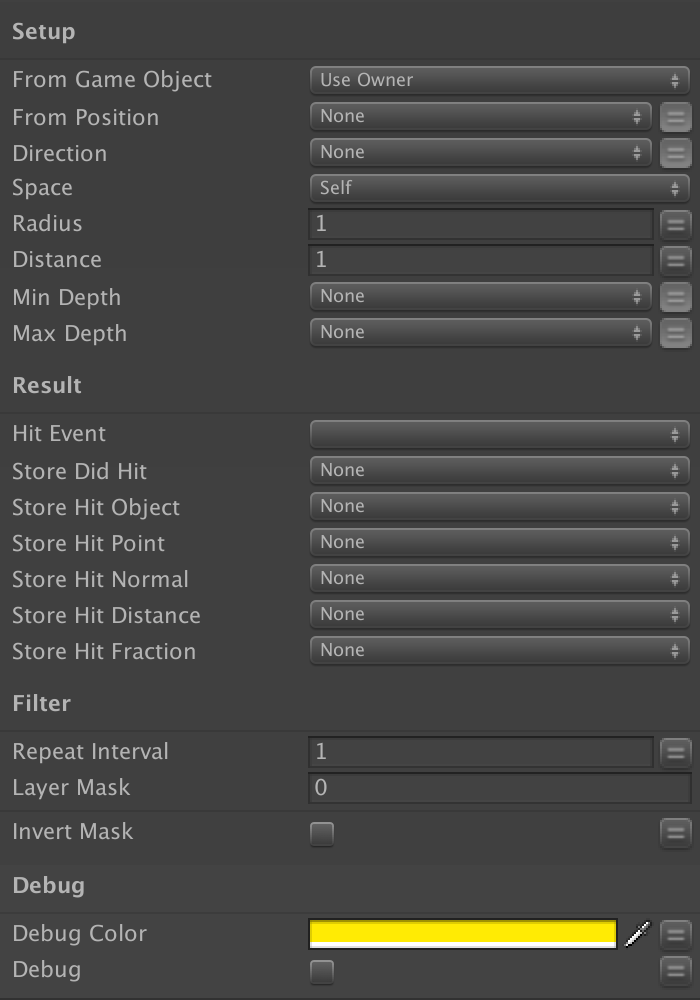 Setup
From Game Object Use Owner
From Position None
Direction None
Space Self
Radius 1
Distance 1
Min Depth None
Max Depth None
Result
Hit Event
Store Did Hit None
Store Hit Object None
Store Hit Point None
Store Hit Normal None
Store Hit Distance None
Store Hit Fraction None
Filter
Repeat Interval 1
Layer Mask 0
Invert Mask
Debug
Debug Color
Debug